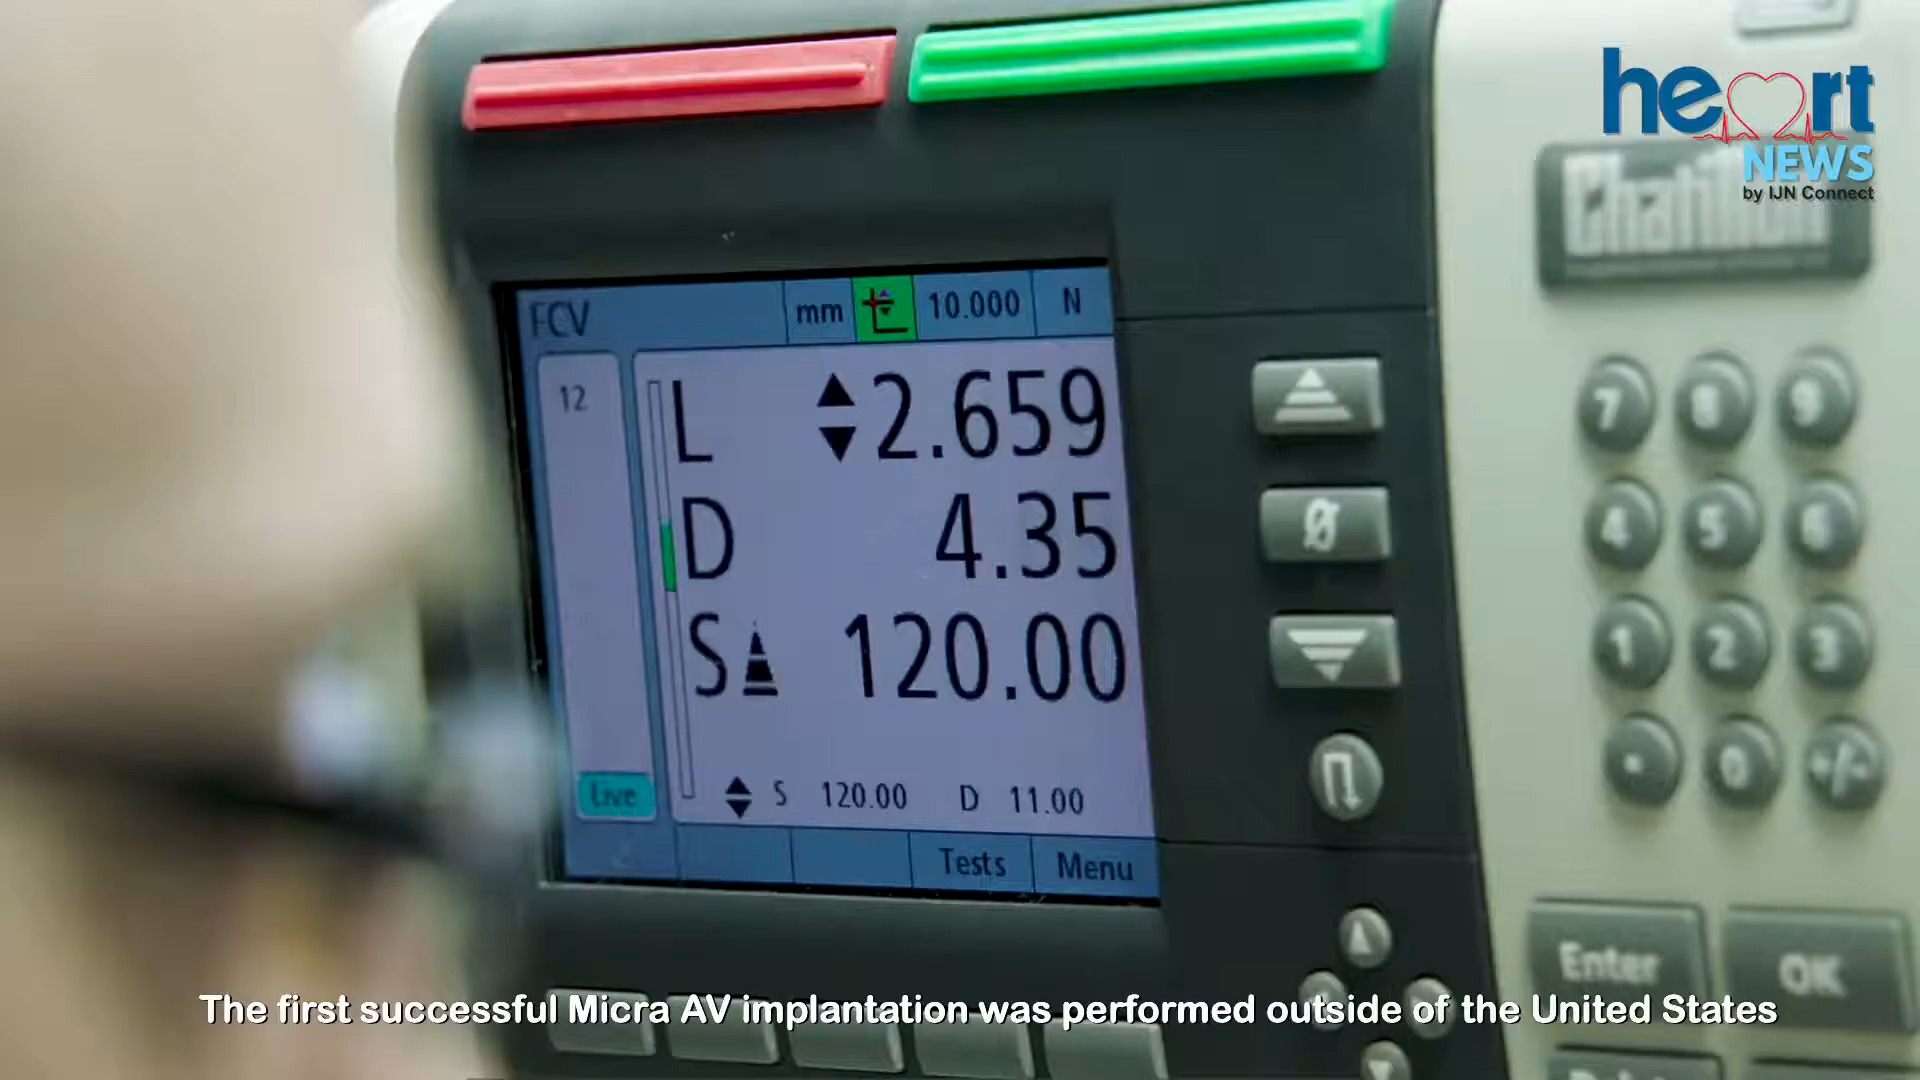 heart
NEWS
by IJN Connect
Chatillon
FCV mm 10.000 N
12
L 2.659
D 4.35
S 120.00
Live
S 120.00 D 11.00
Tests Menu
7 8 9
4 5 6
1 2 3
. 0 +/-
Enter OK
The first successful Micra AV implantation was performed outside of the United States